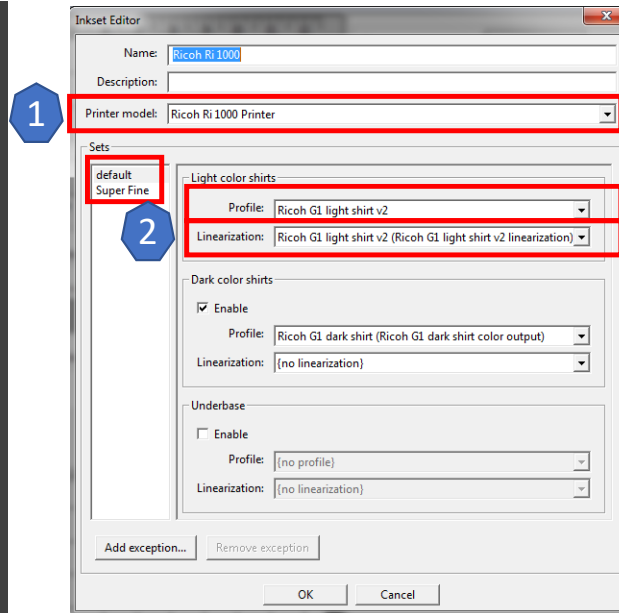 Inkset Editor
Name: Ricoh Ri 1000
Description:
1
Printer model: Ricoh Ri 1000 Printer
Sets
default
Super Fine
2
Light color shirts
Profile: Ricoh G1 light shirt v2
Linearization: Ricoh G1 light shirt v2 (Ricoh G1 light shirt v2 linearization)
Dark color shirts
Enable
Profile: Ricoh G1 dark shirt (Ricoh G1 dark shirt color output)
Linearization: {no linearization}
Underbase
Enable
Profile: {no profile}
Linearization: {no linearization}
Add exception... Remove exception
OK Cancel